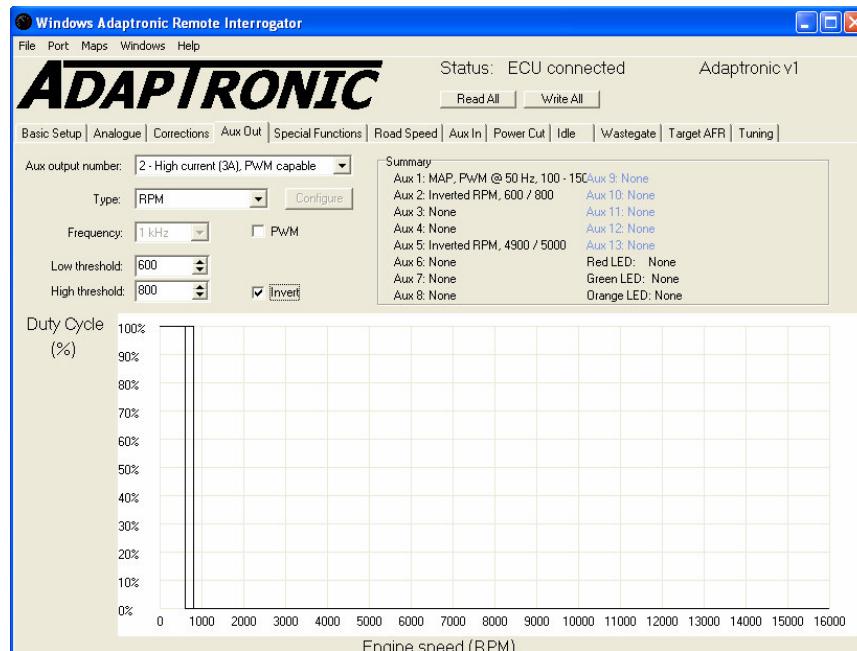 Windows Adaptronic Remote Interrogator
File Port Maps Windows Help
ADAPTRONIC
Status: ECU connected Adaptronic v1
Read All Write All
Basic Setup Analogue Corrections Aux Out Special Functions Road Speed Aux In Power Cut Idle Wastegate Target AFR Tuning
Aux output number: 2 - High current (3A), PWM capable
Type: RPM Configure
Frequency: 1 kHz PWM
Low threshold: 600
High threshold: 800 Invert
Summary
Aux 1: MAP, PWM @ 50 Hz, 100 - 150
Aux 2: Inverted RPM, 600 / 800
Aux 3: None
Aux 4: None
Aux 5: Inverted RPM, 4900 / 5000
Aux 6: None
Aux 7: None
Aux 8: None
Aux 9: None
Aux 10: None
Aux 11: None
Aux 12: None
Aux 13: None
Red LED: None
Green LED: None
Orange LED: None
Duty Cycle
(%)
100%
90%
80%
70%
60%
50%
40%
30%
20%
10%
0%
0 1000 2000 3000 4000 5000 6000 7000 8000 9000 10000 11000 12000 13000 14000 15000 16000
Engine speed (RPM)